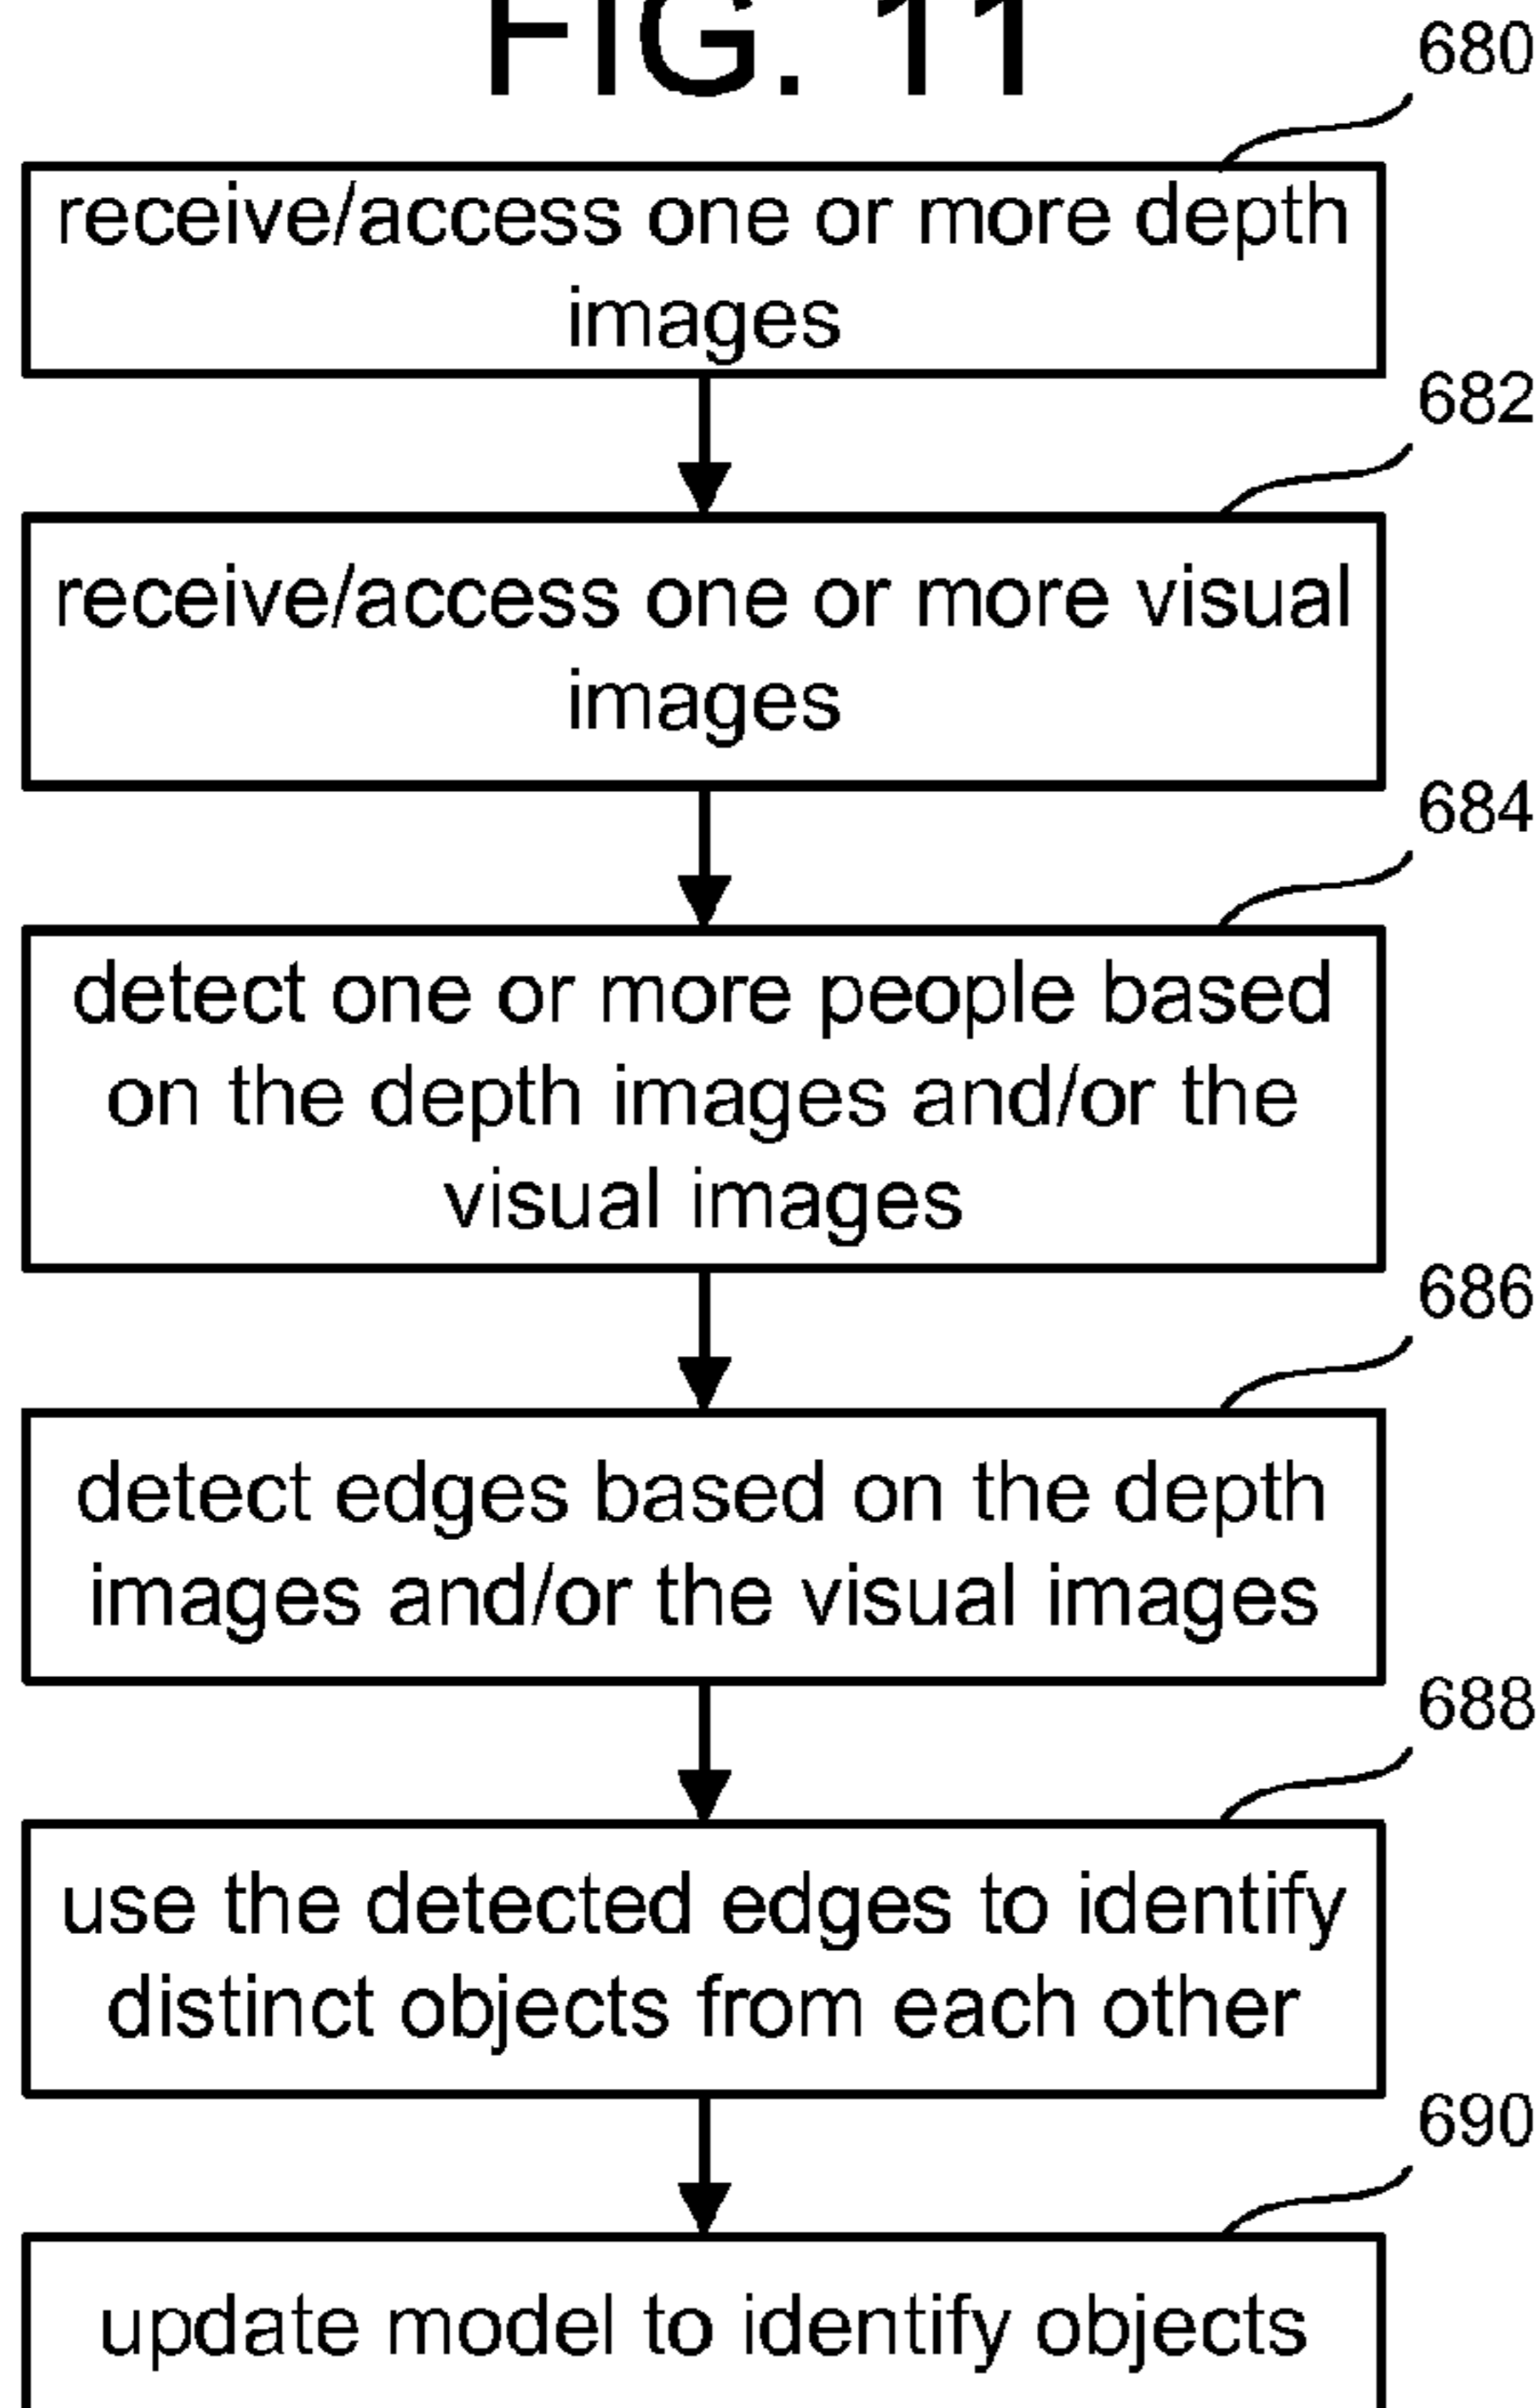 FIG. 11
680
receive/access one or more depth
images
682
receive/access one or more visual
images
684
detect one or more people based
on the depth images and/or the
visual images
686
detect edges based on the depth
images and/or the visual images
688
use the detected edges to identify
distinct objects from each other
690
update model to identify objects